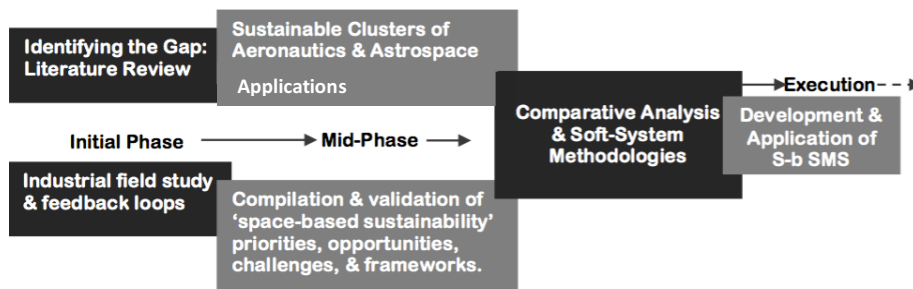 Identifying the Gap:
Literature Review
Sustainable Clusters of
Aeronautics & Astrospace
Applications
Initial Phase
Mid-Phase
Industrial field study
& feedback loops
Compilation & validation of
‘space-based sustainability’
priorities, opportunities,
challenges, & frameworks.
Comparative Analysis
& Soft-System
Methodologies
Execution
Development &
Application of
S-b SMS